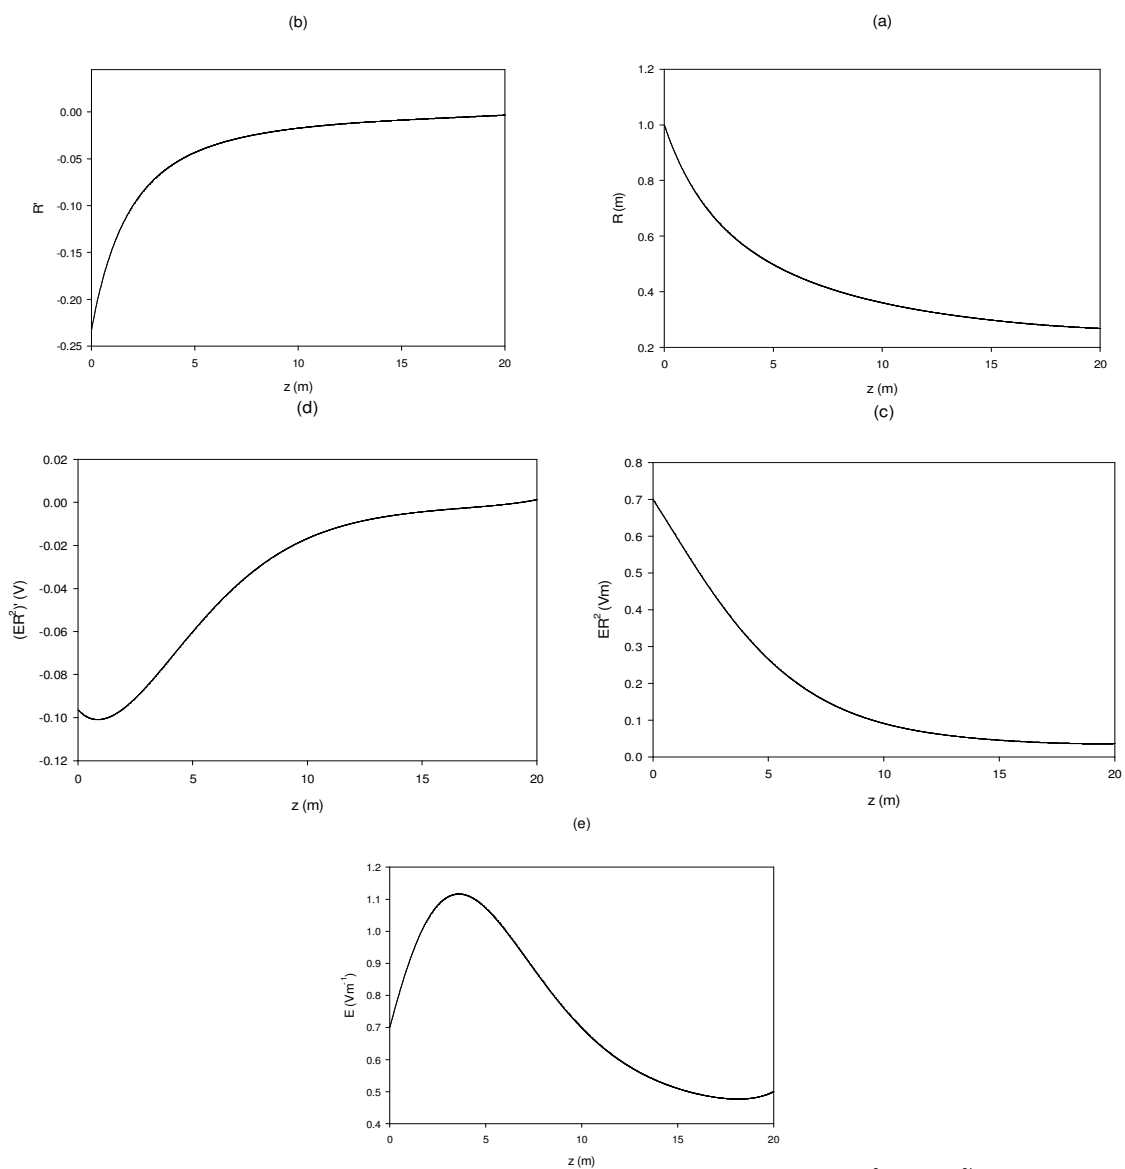 (b)
(a)
0.00
-0.05
-0.10
-0.15
-0.20
-0.25
R'
0 5 10 15 20
z (m)
1.2
1.0
0.8
0.6
0.4
0.2
R (m)
0 5 10 15 20
z (m)
(d)
(c)
0.02
0.00
-0.02
-0.04
-0.06
-0.08
-0.10
-0.12
(ER²)' (V)
0 5 10 15 20
z (m)
0.8
0.7
0.6
0.5
0.4
0.3
0.2
0.1
0.0
ER² (Vm)
0 5 10 15 20
z (m)
(e)
1.2
1.1
1.0
0.9
0.8
0.7
0.6
0.5
0.4
E (Vm⁻¹)
0 5 10 15 20
z (m)